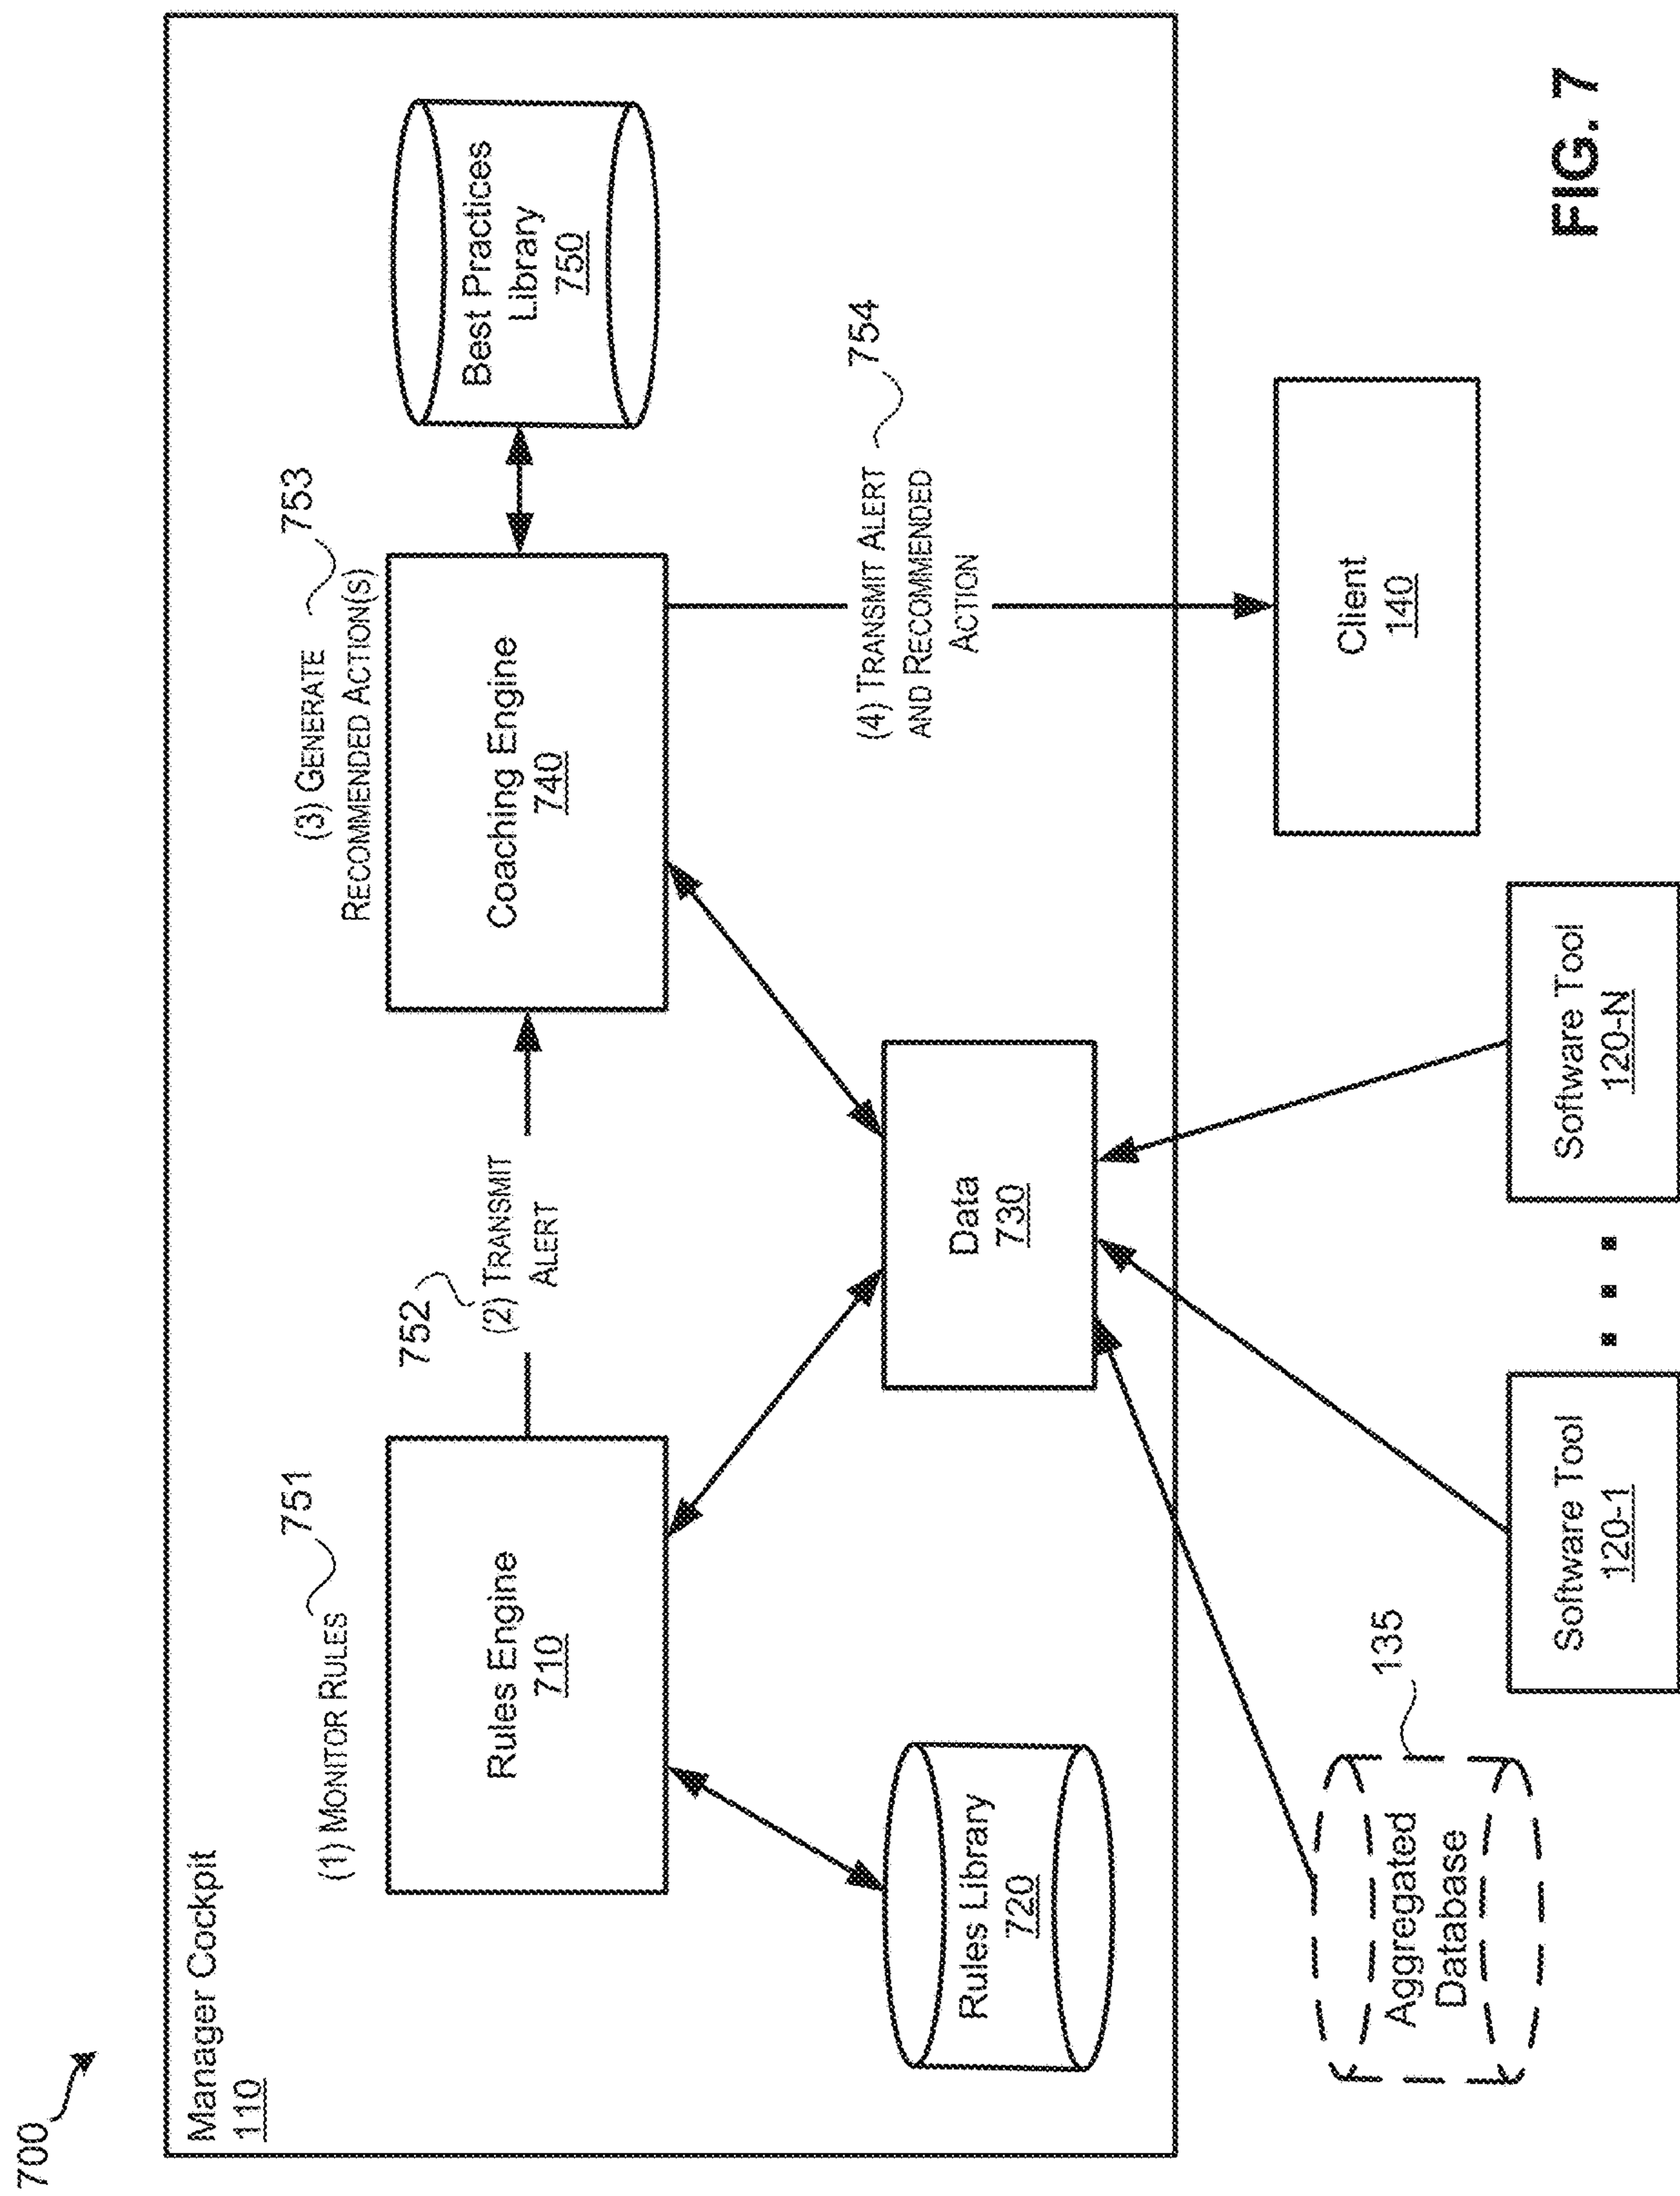 700
Manager Cockpit
110
(1) MONITOR RULES
751
Rules Engine
710
752
(2) TRANSMIT
ALERT
(3) GENERATE
RECOMMENDED ACTION(S)
753
Coaching Engine
740
Best Practices
Library
750
Rules Library
720
Data
730
(4) TRANSMIT ALERT
AND RECOMMENDED
ACTION
754
Aggregated
Database
135
Software Tool
120-1
Software Tool
120-N
Client
140
FIG. 7